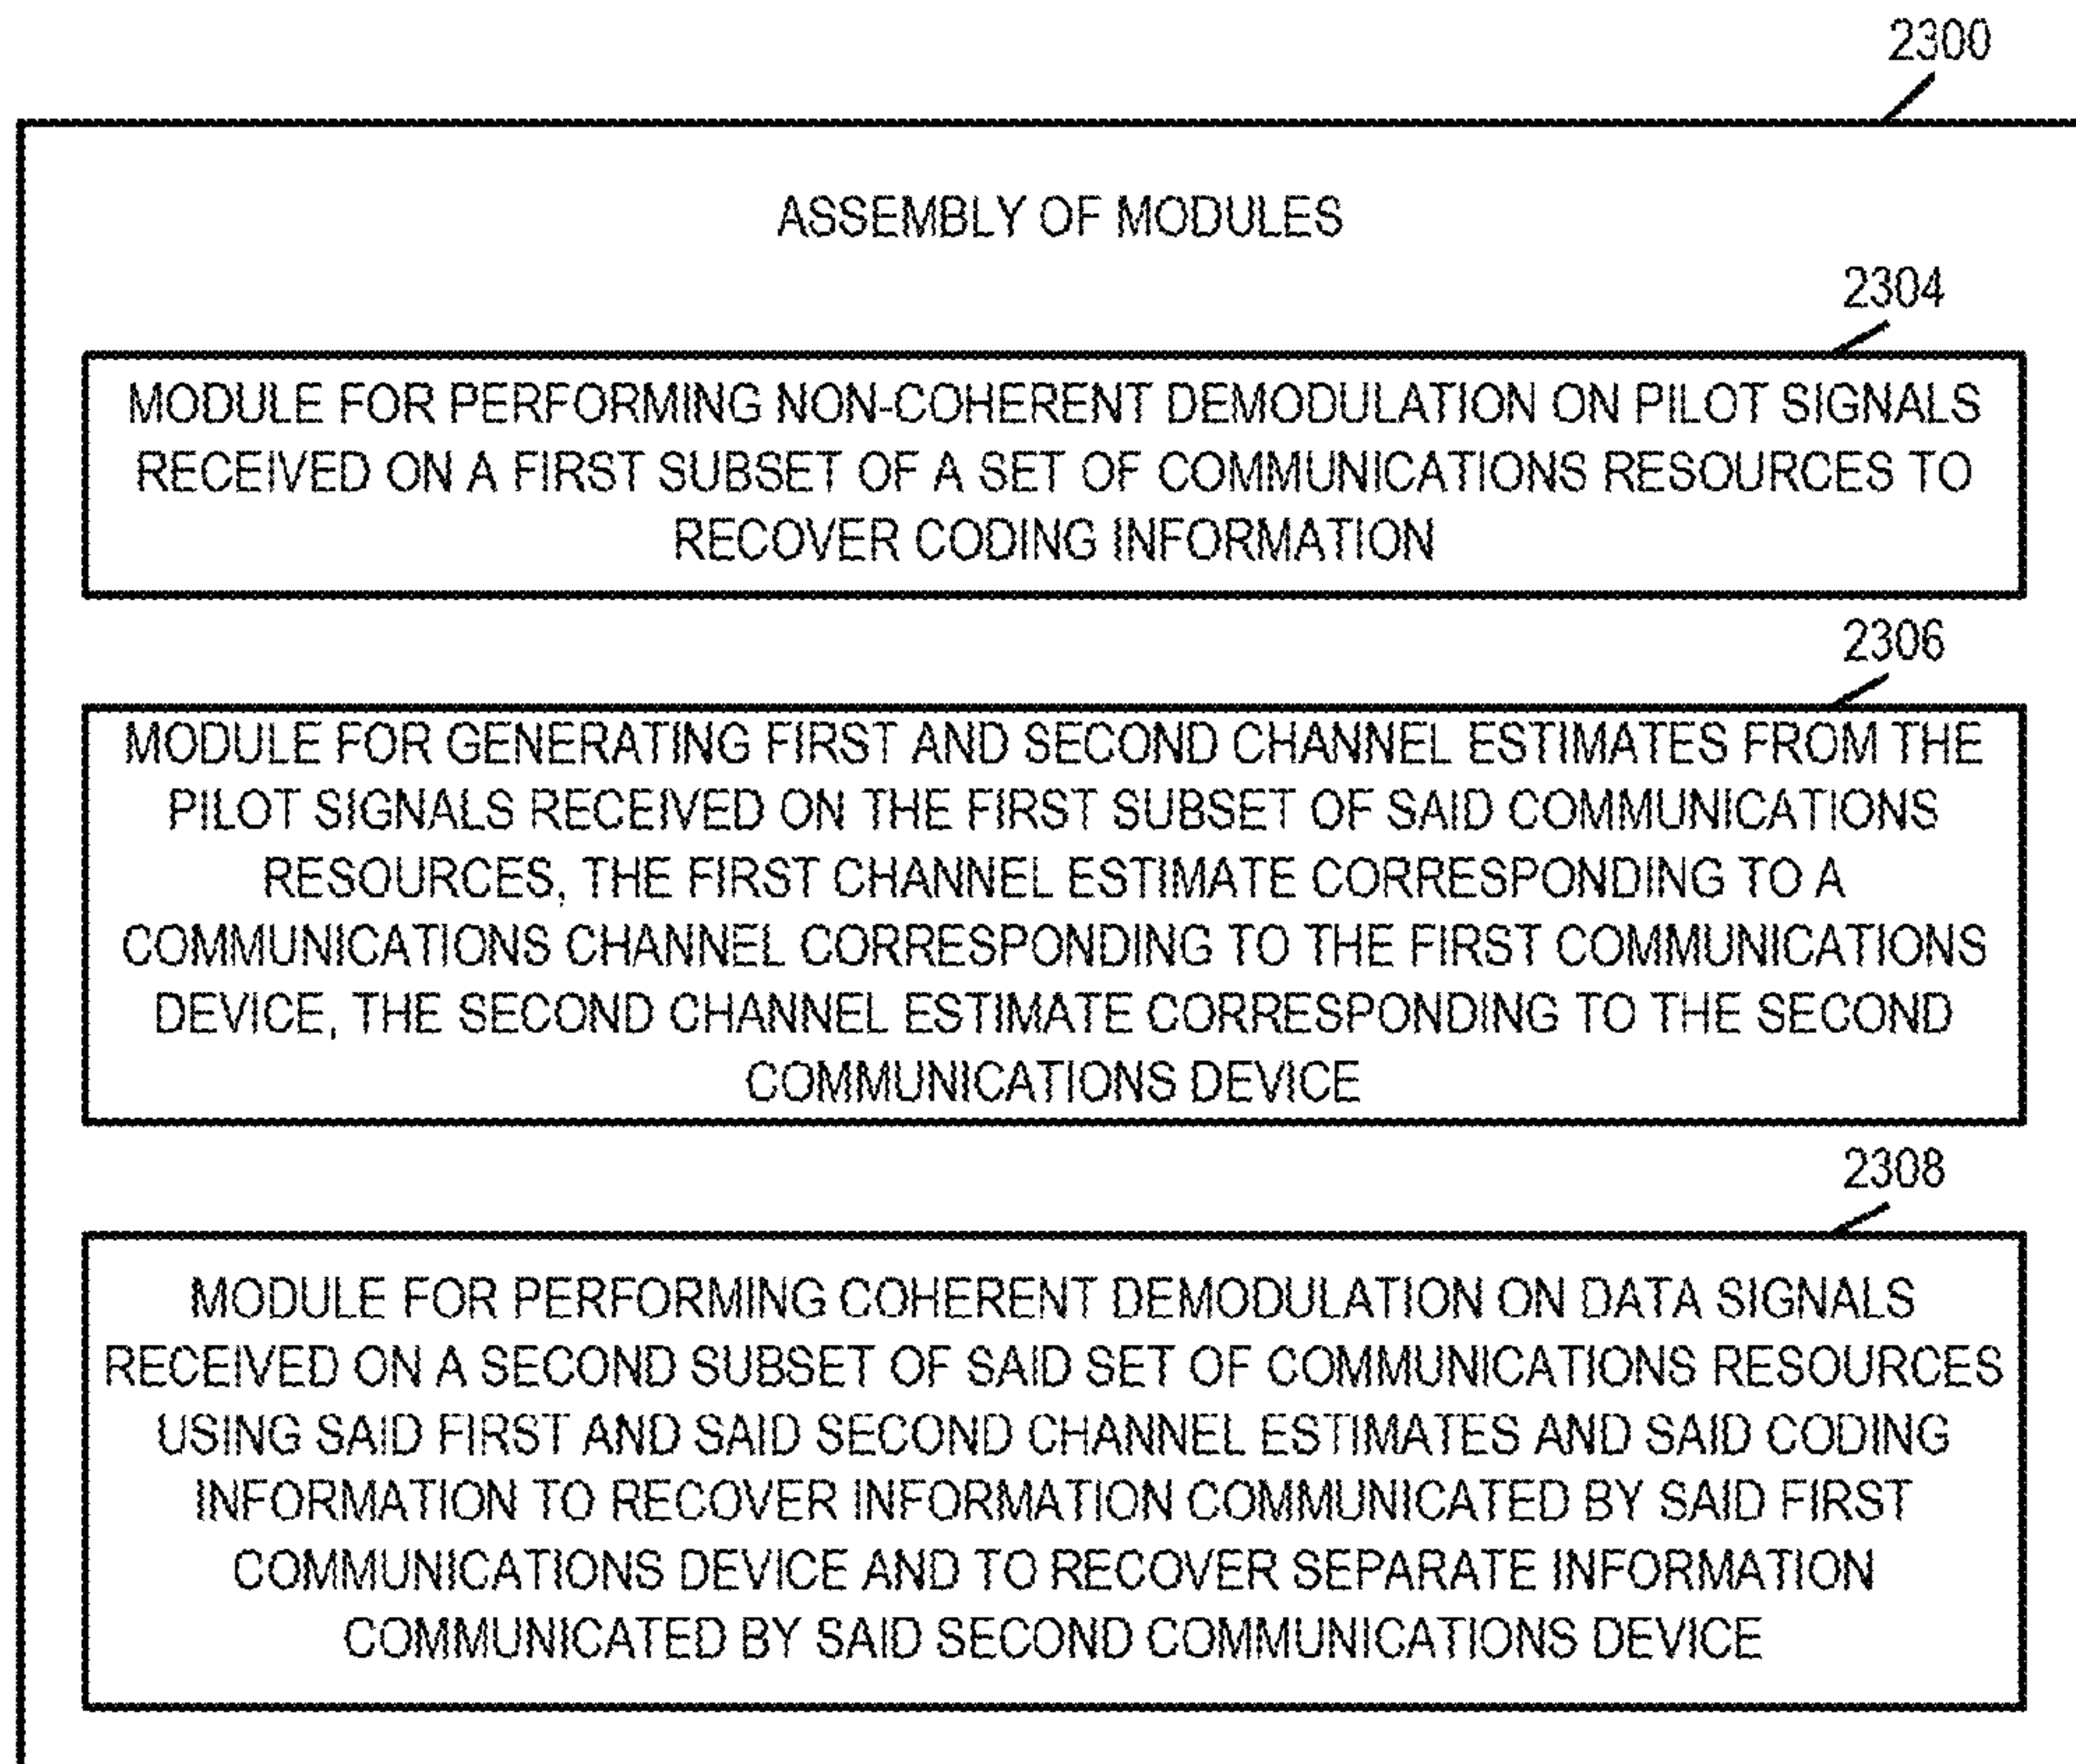 2300
ASSEMBLY OF MODULES
2304
MODULE FOR PERFORMING NON-COHERENT DEMODULATION ON PILOT SIGNALS
RECEIVED ON A FIRST SUBSET OF A SET OF COMMUNICATIONS RESOURCES TO
RECOVER CODING INFORMATION
2306
MODULE FOR GENERATING FIRST AND SECOND CHANNEL ESTIMATES FROM THE
PILOT SIGNALS RECEIVED ON THE FIRST SUBSET OF SAID COMMUNICATIONS
RESOURCES, THE FIRST CHANNEL ESTIMATE CORRESPONDING TO A
COMMUNICATIONS CHANNEL CORRESPONDING TO THE FIRST COMMUNICATIONS
DEVICE, THE SECOND CHANNEL ESTIMATE CORRESPONDING TO THE SECOND
COMMUNICATIONS DEVICE
2308
MODULE FOR PERFORMING COHERENT DEMODULATION ON DATA SIGNALS
RECEIVED ON A SECOND SUBSET OF SAID SET OF COMMUNICATIONS RESOURCES
USING SAID FIRST AND SAID SECOND CHANNEL ESTIMATES AND SAID CODING
INFORMATION TO RECOVER INFORMATION COMMUNICATED BY SAID FIRST
COMMUNICATIONS DEVICE AND TO RECOVER SEPARATE INFORMATION
COMMUNICATED BY SAID SECOND COMMUNICATIONS DEVICE